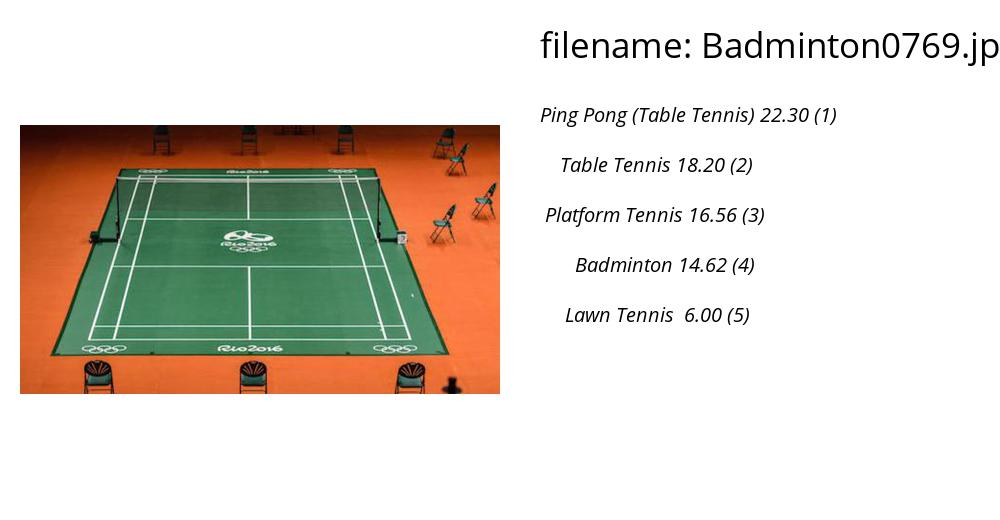 filename: Badminton0769.jp
Ping Pong (Table Tennis) 22.30 (1)
Table Tennis 18.20 (2)
Platform Tennis 16.56 (3)
Badminton 14.62 (4)
Lawn Tennis  6.00 (5)
Rio2016
Rio2016
Rio2016